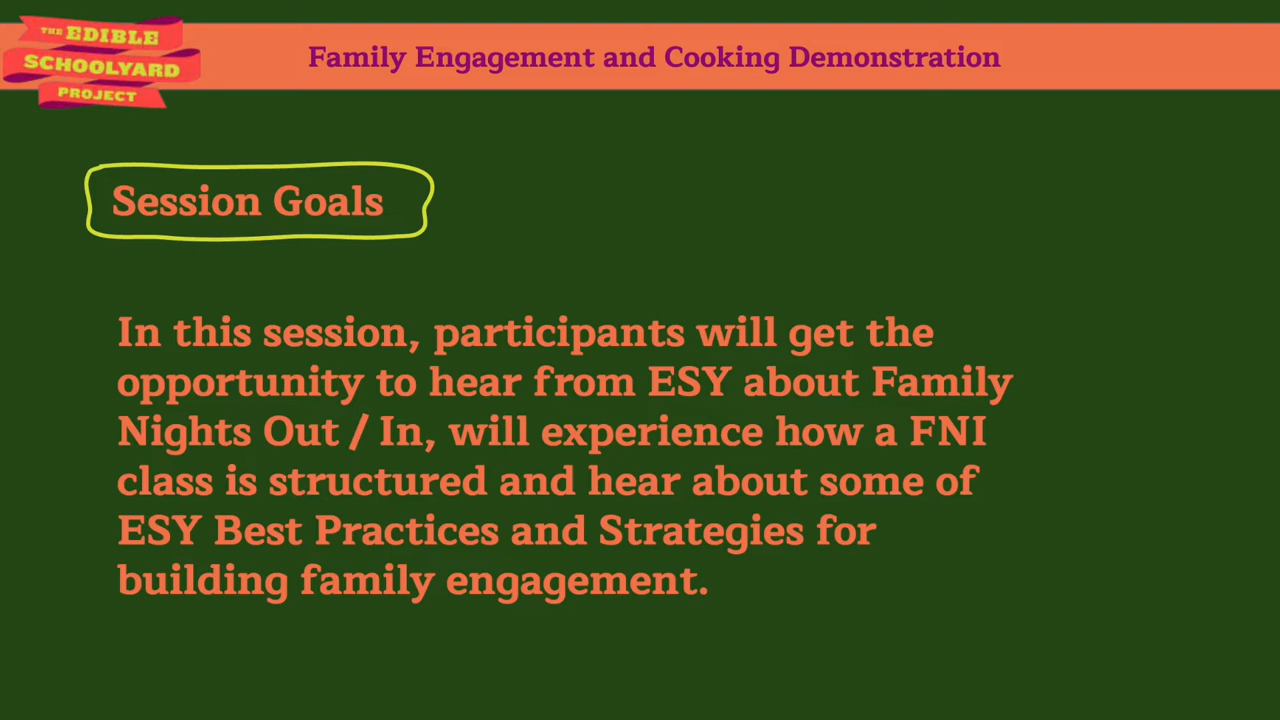 THE EDIBLE
SCHOOLYARD
PROJECT
Family Engagement and Cooking Demonstration
Session Goals
In this session, participants will get the
opportunity to hear from ESY about Family
Nights Out / In, will experience how a FNI
class is structured and hear about some of
ESY Best Practices and Strategies for
building family engagement.